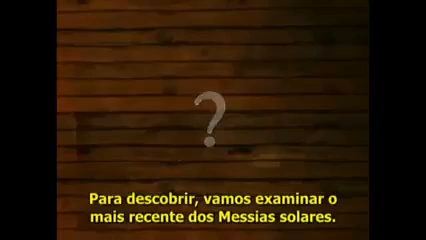 ?
Para descobrir, vamos examinar o
mais recente dos Messias solares.